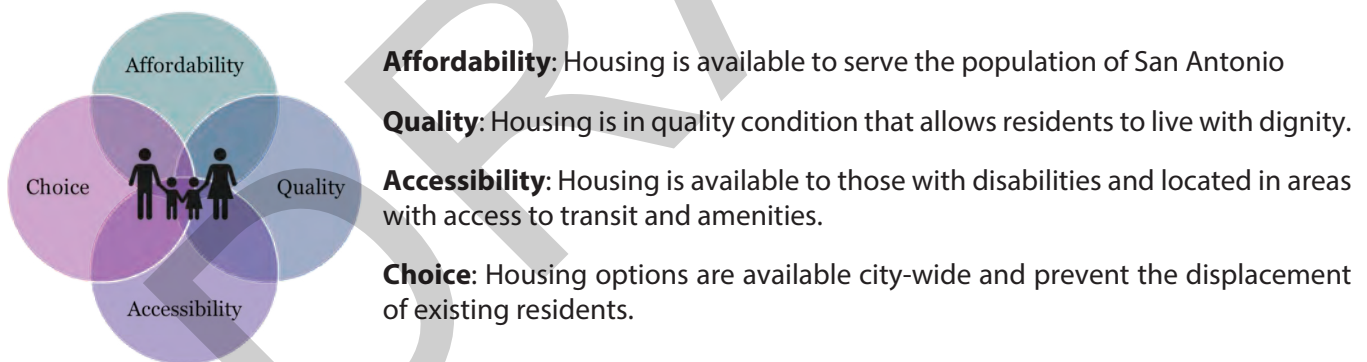 Affordability
Choice
Quality
Accessibility
Affordability: Housing is available to serve the population of San Antonio
Quality: Housing is in quality condition that allows residents to live with dignity.
Accessibility: Housing is available to those with disabilities and located in areas
with access to transit and amenities.
Choice: Housing options are available city-wide and prevent the displacement
of existing residents.